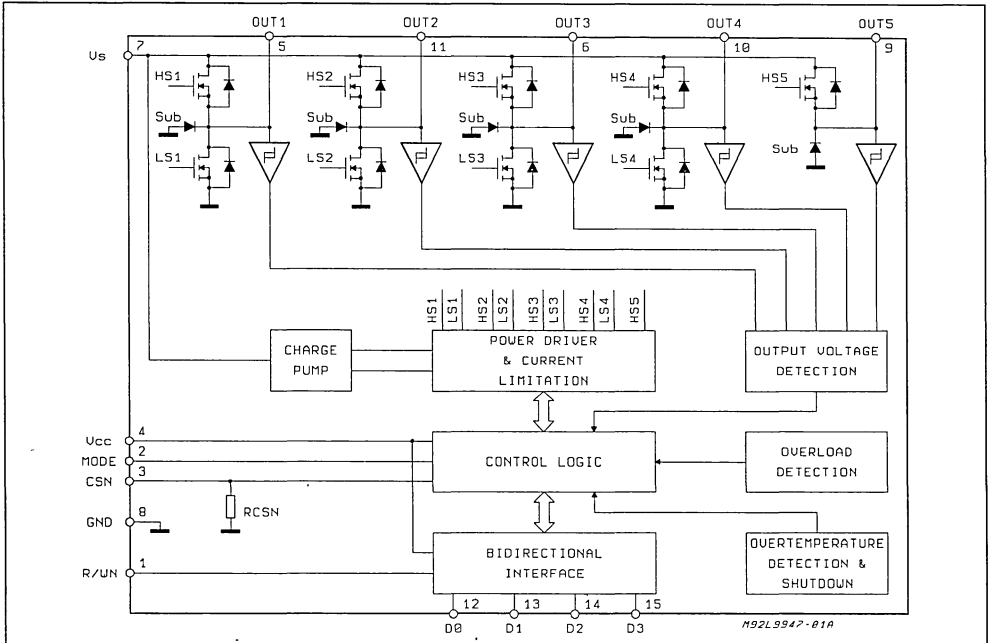 OUT1 OUT2 OUT3 OUT4 OUT5
Vs 7 5 11 6 10 9
HS1 HS2 HS3 HS4 HS5
Sub Sub Sub Sub
Sub
LS1 LS2 LS3 LS4
HS1 LS1 HS2 LS2 HS3 LS3 HS4 LS4 HS5
CHARGE
PUMP
POWER DRIVER
& CURRENT
LIMITATION
OUTPUT VOLTAGE
DETECTION
Vcc 4
MODE 2
CSN 3
CONTROL LOGIC
OVERLOAD
DETECTION
RCSN
GND 8
R/WN 1
BIDIRECTIONAL
INTERFACE
OVERTEMPERATURE
DETECTION &
SHUTDOWN
12 13 14 15
D0 D1 D2 D3
M92L9947-01A